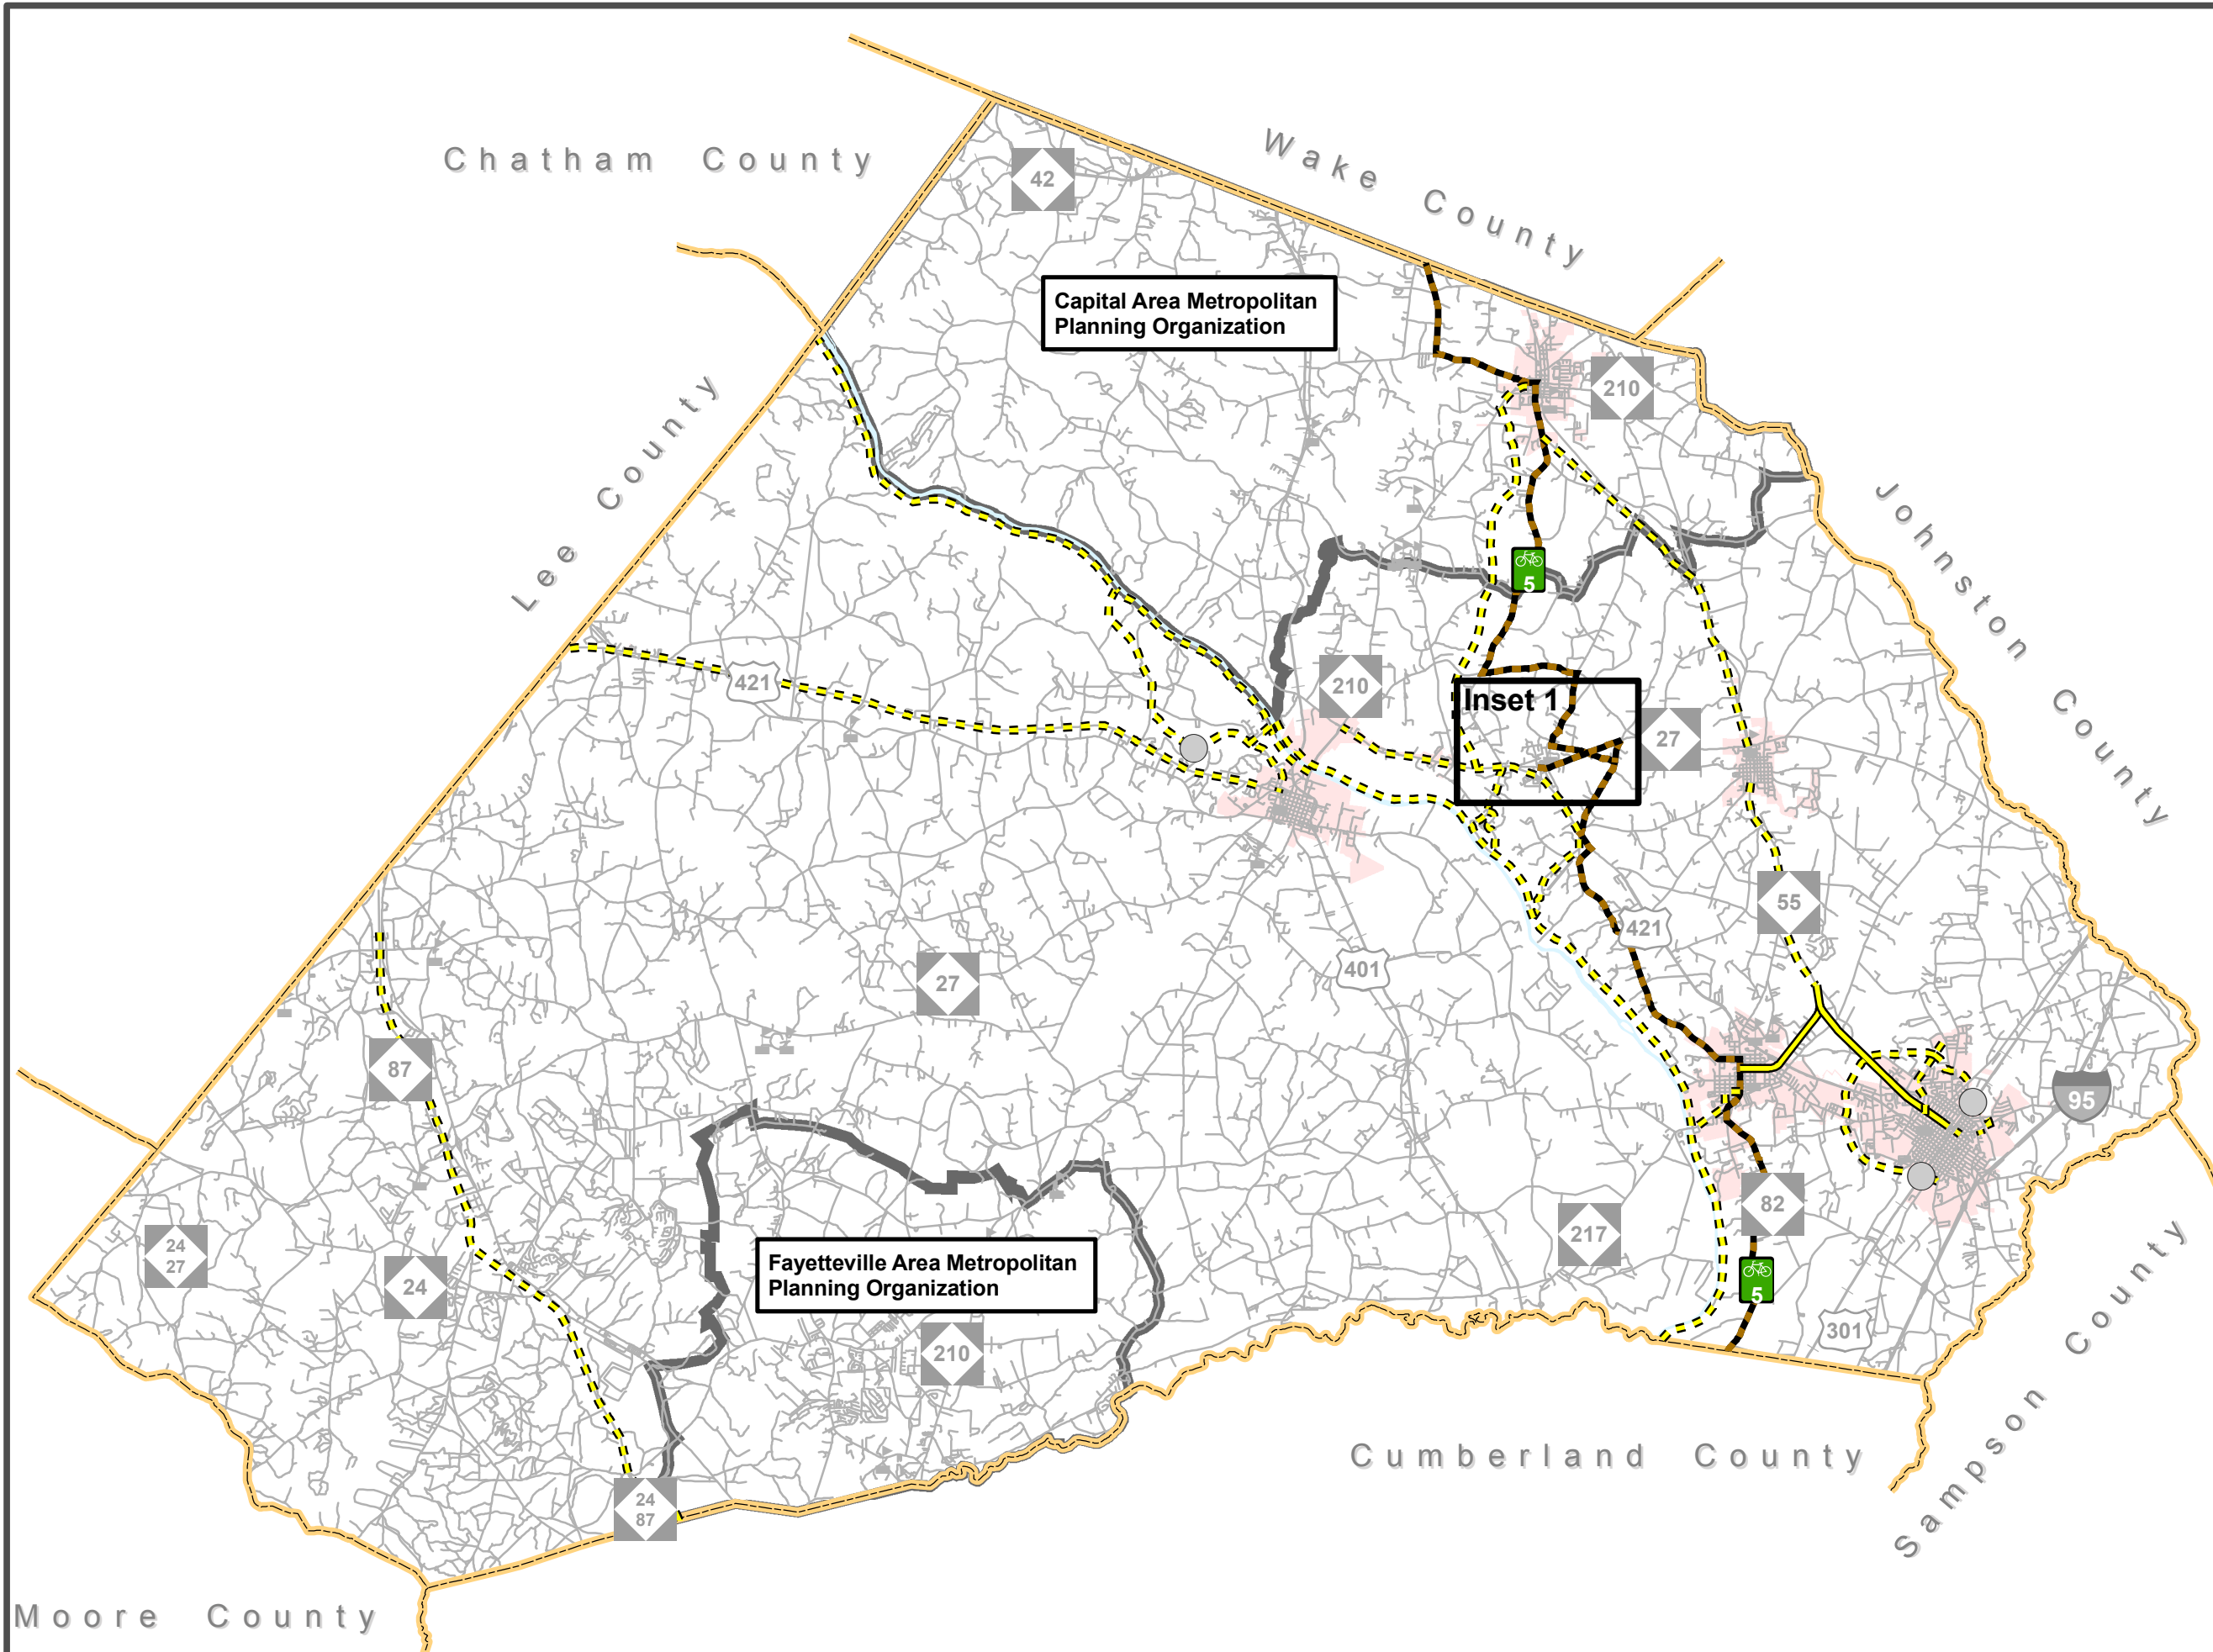 Chatham County
Wake County
42
Capital Area Metropolitan
Planning Organization
210
Lee County
Johnston County
5
421
210
Inset 1
27
55
421
401
27
87
95
82
217
24
27
24
Fayetteville Area Metropolitan
Planning Organization
5
301
210
Sampson County
Cumberland County
24
87
Moore County